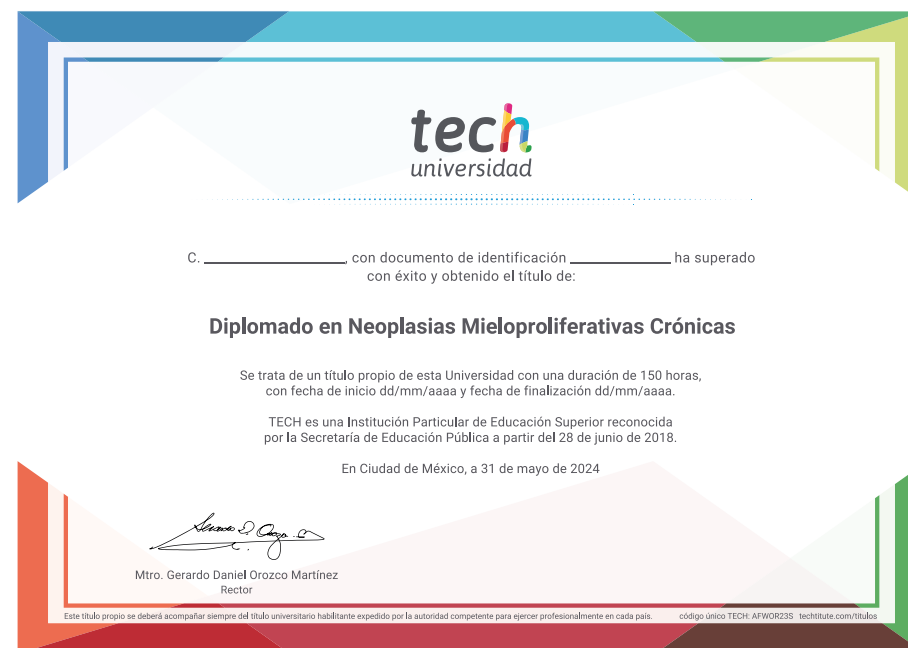 tech
universidad
C. ____________, con documento de identificación ____________ ha superado
con éxito y obtenido el título de:
Diplomado en Neoplasias Mieloproliferativas Crónicas
Se trata de un título propio de esta Universidad con una duración de 150 horas,
con fecha de inicio dd/mm/aaaa y fecha de finalización dd/mm/aaaa.
TECH es una Institución Particular de Educación Superior reconocida
por la Secretaría de Educación Pública a partir del 28 de junio de 2018.
En Ciudad de México, a 31 de mayo de 2024
Mtro. Gerardo Daniel Orozco Martínez
Rector
Este título propio se deberá acompañar siempre del título universitario habilitante expedido por la autoridad competente para ejercer profesionalmente en cada país. código único TECH: AFWOR23S techtitute.com/titulos